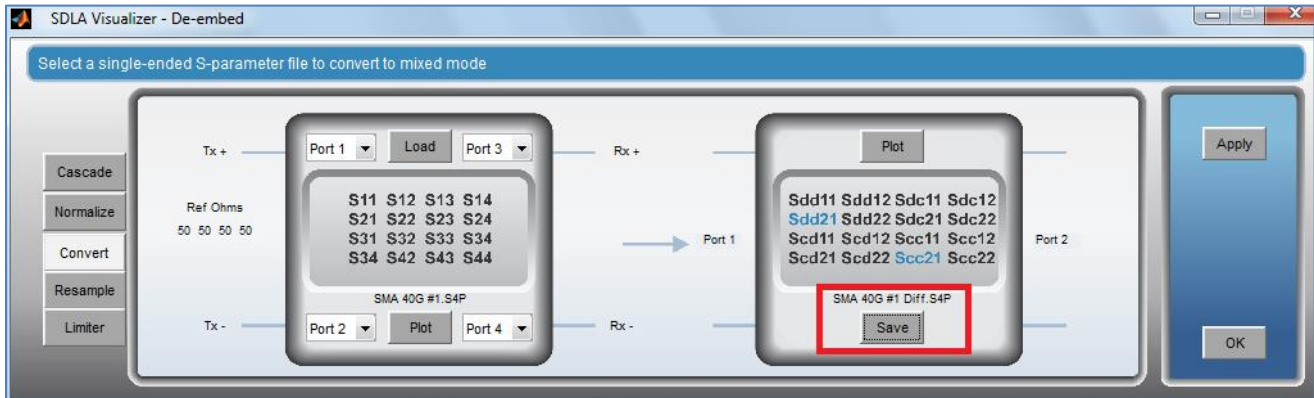 SDLA Visualizer - De-embed
Select a single-ended S-parameter file to convert to mixed mode
Cascade
Normalize
Convert
Resample
Limiter
Tx +
Ref Ohms
50 50 50 50
Tx -
Port 1
Load
Port 3
S11 S12 S13 S14
S21 S22 S23 S24
S31 S32 S33 S34
S34 S42 S43 S44
SMA 40G #1.S4P
Port 2
Plot
Port 4
Rx +
Rx -
Port 1
Plot
Sdd11 Sdd12 Sdc11 Sdc12
Sdd21 Sdd22 Sdc21 Sdc22
Scd11 Scd12 Scc11 Scc12
Scd21 Scd22 Scc21 Scc22
SMA 40G #1 Diff.S4P
Save
Port 2
Apply
OK